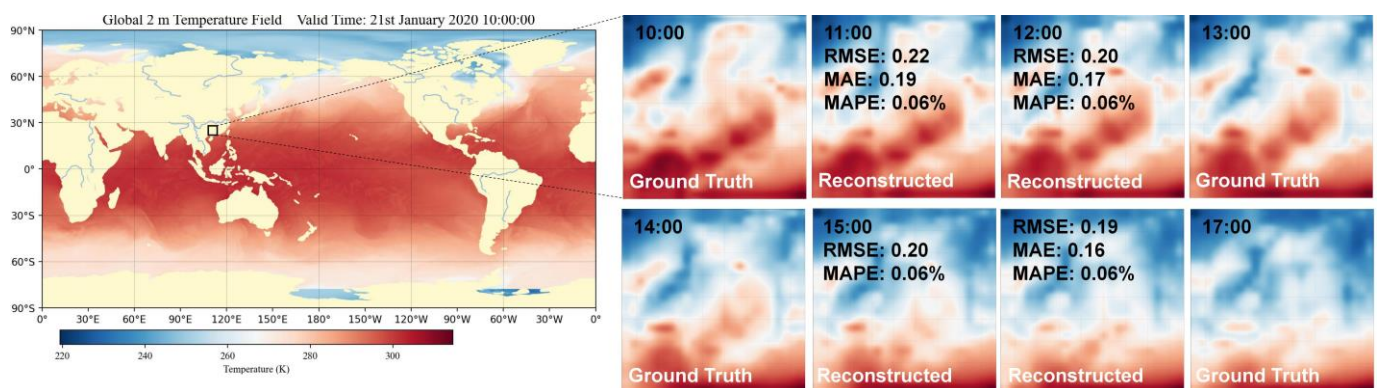 Global 2 m Temperature Field Valid Time: 21st January 2020 10:00:00
90°N
60°N
30°N
0°
30°S
60°S
90°S
0° 30°E 60°E 90°E 120°E 150°E 180° 150°W 120°W 90°W 60°W 30°W 0°
220 240 260 280 300
Temperature (K)
10:00
Ground Truth
11:00
RMSE: 0.22
MAE: 0.19
MAPE: 0.06%
Reconstructed
12:00
RMSE: 0.20
MAE: 0.17
MAPE: 0.06%
Reconstructed
13:00
Ground Truth
14:00
Ground Truth
15:00
RMSE: 0.20
MAPE: 0.06%
Reconstructed
RMSE: 0.19
MAE: 0.16
MAPE: 0.06%
Reconstructed
17:00
Ground Truth